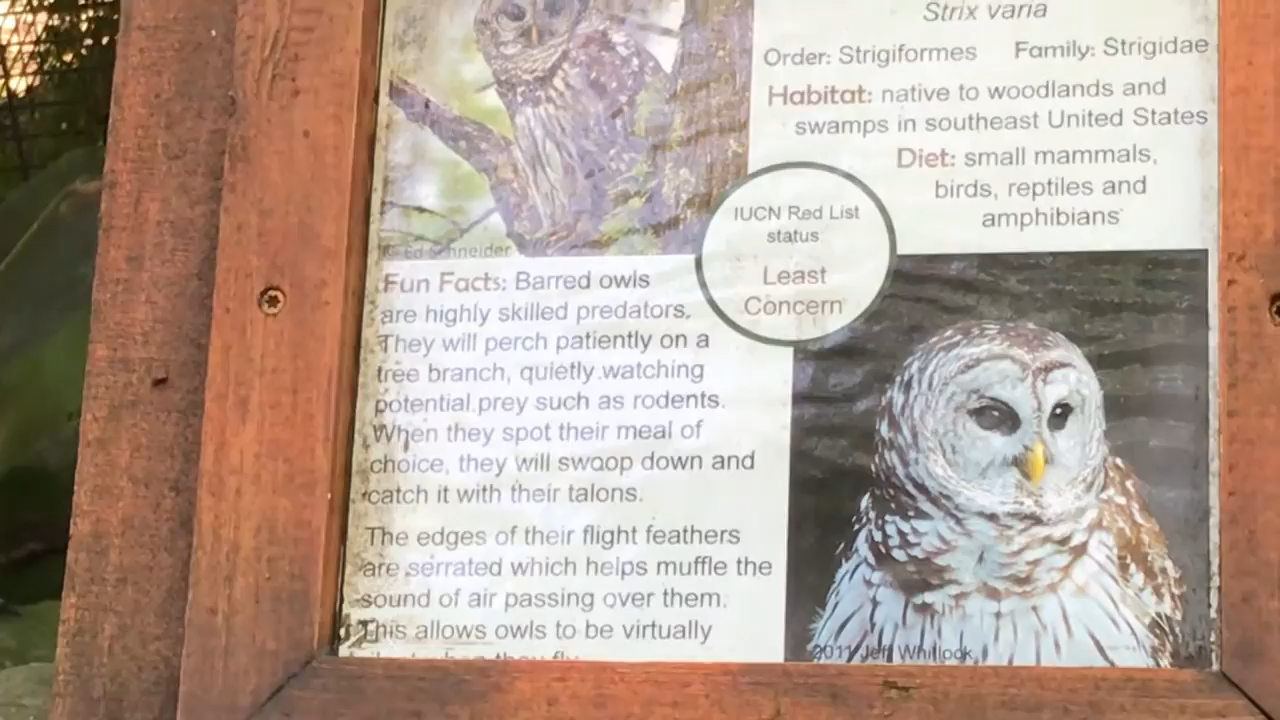 Strix varia
Order: Strigiformes Family: Strigidae
Habitat: native to woodlands and
swamps in southeast United States
Diet: small mammals,
birds, reptiles and
amphibians
IUCN Red List
status
Least
Concern
Ed Schneider
Fun Facts: Barred owls
are highly skilled predators.
They will perch patiently on a
tree branch, quietly watching
potential prey such as rodents.
When they spot their meal of
choice, they will swoop down and
catch it with their talons.
The edges of their flight feathers
are serrated which helps muffle the
sound of air passing over them.
This allows owls to be virtually
when they fly.
2011 Jeff Whitlock